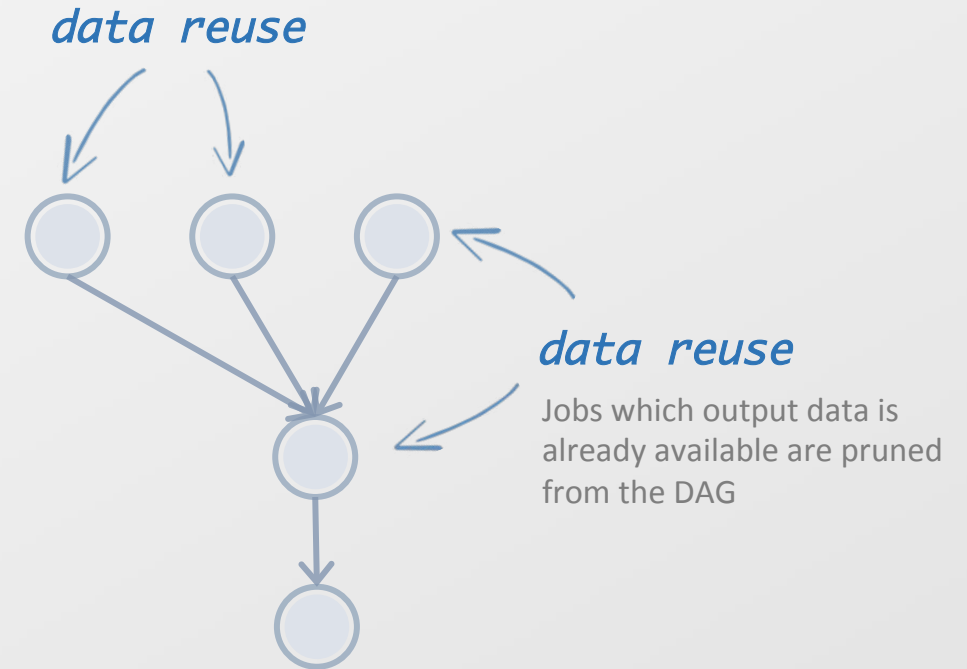 data reuse
data reuse
Jobs which output data is
already available are pruned
from the DAG